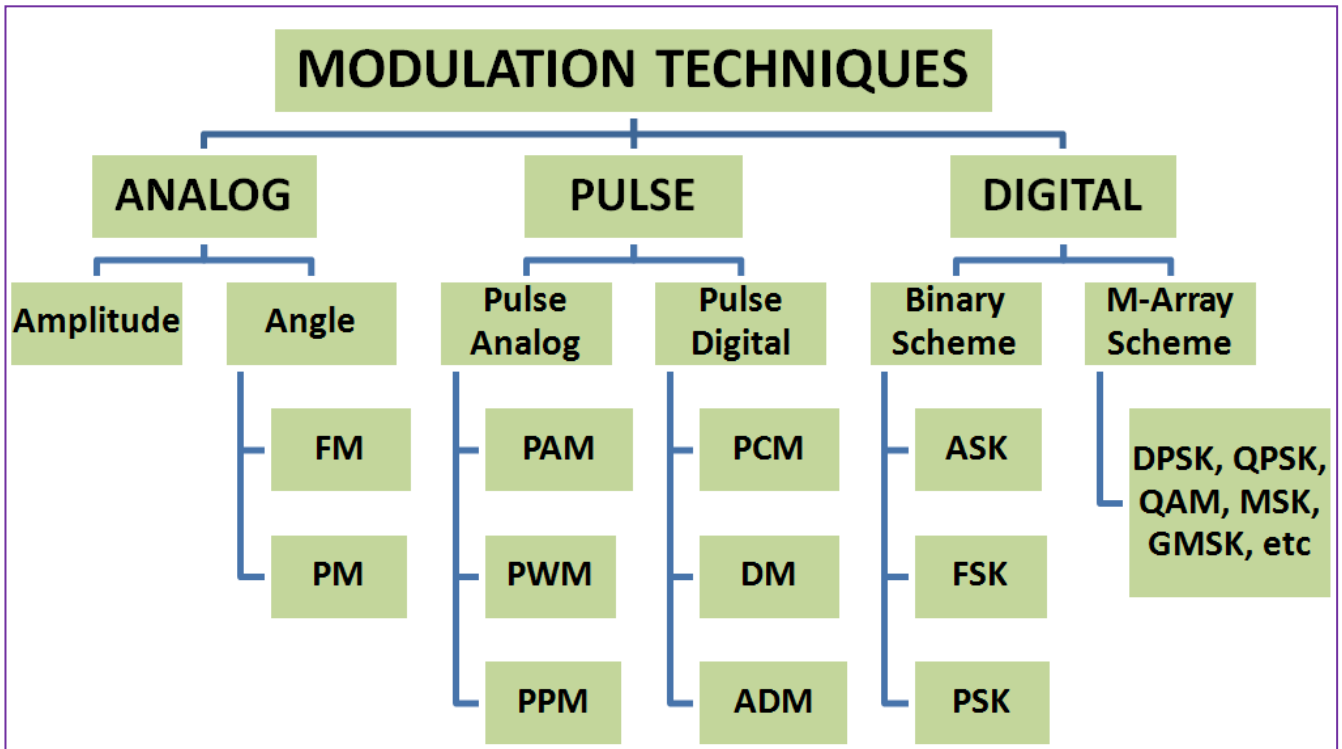 MODULATION TECHNIQUES
ANALOG
PULSE
DIGITAL
Amplitude
Angle
Pulse
Analog
Pulse
Digital
Binary
Scheme
M-Array
Scheme
FM
PM
PAM
PWM
PPM
PCM
DM
ADM
ASK
FSK
PSK
DPSK, QPSK,
QAM, MSK,
GMSK, etc